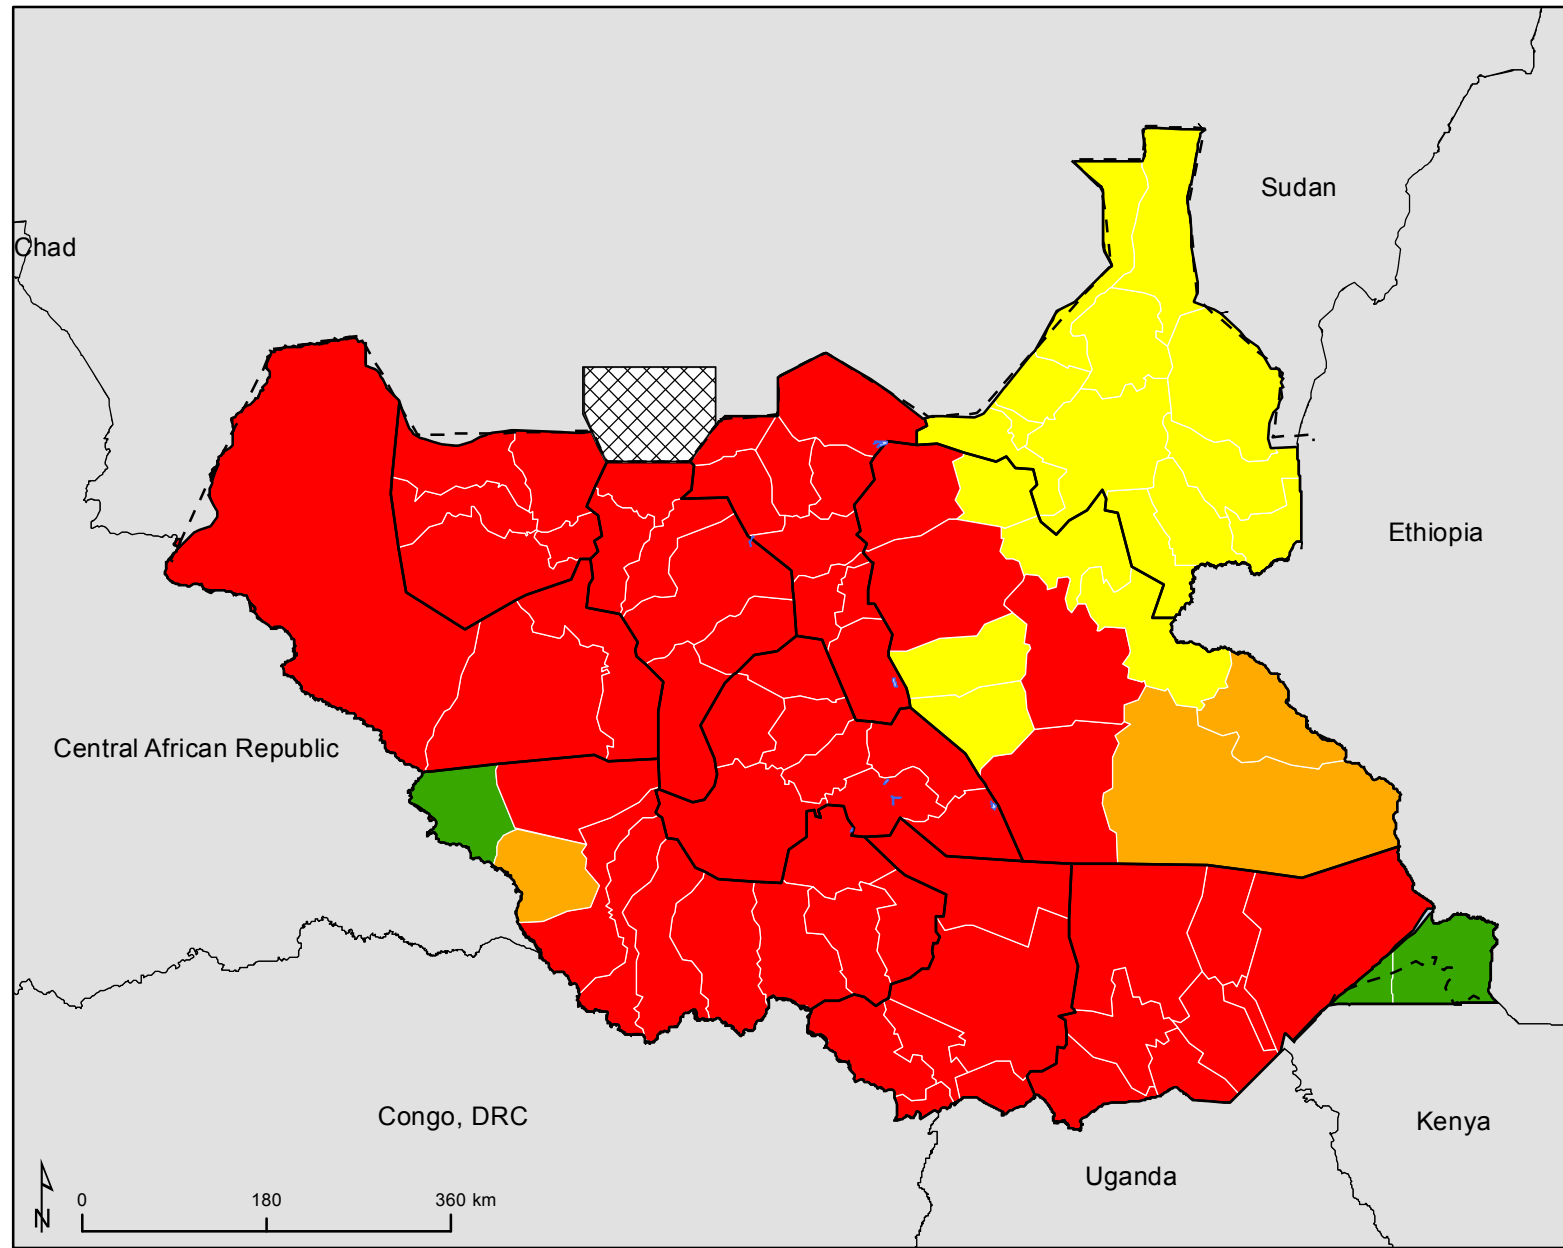 Sudan
Chad
Ethiopia
Central African Republic
Congo, DRC
Kenya
Uganda
N
0 180 360 km